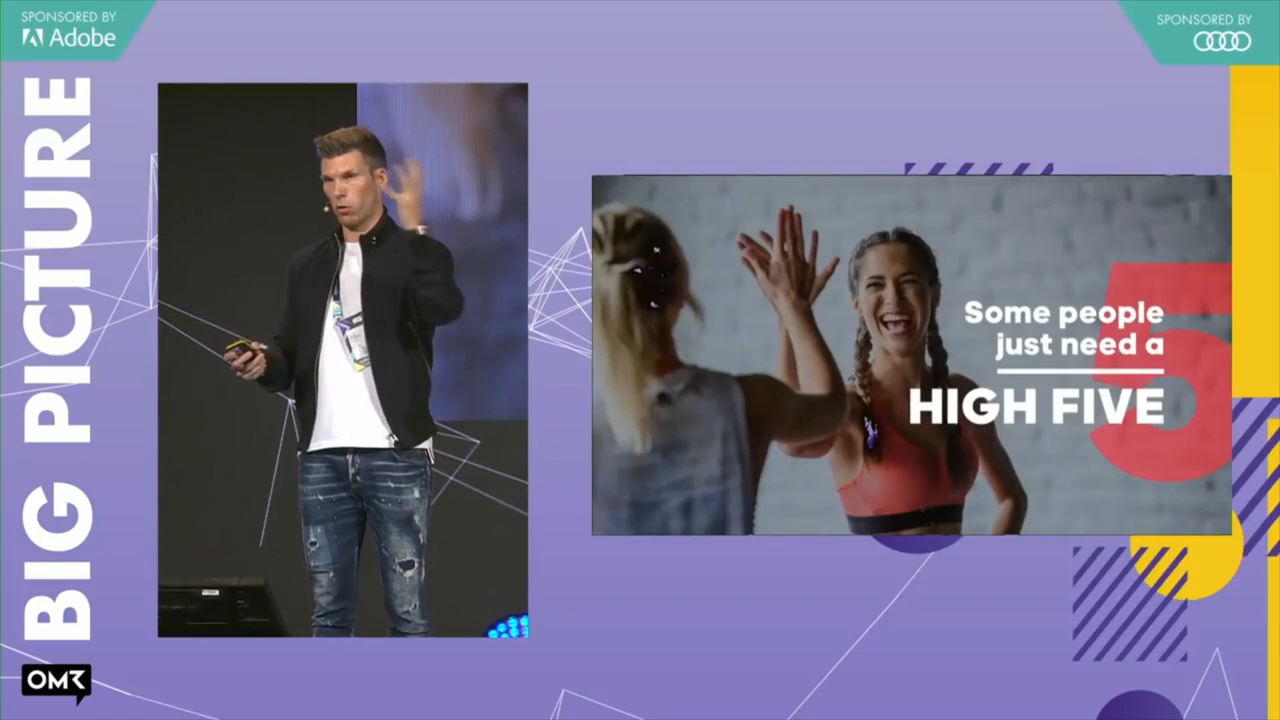 SPONSORED BY
Adobe
SPONSORED BY
BIG PICTURE
Some people
just need a
HIGH FIVE
5
OMR